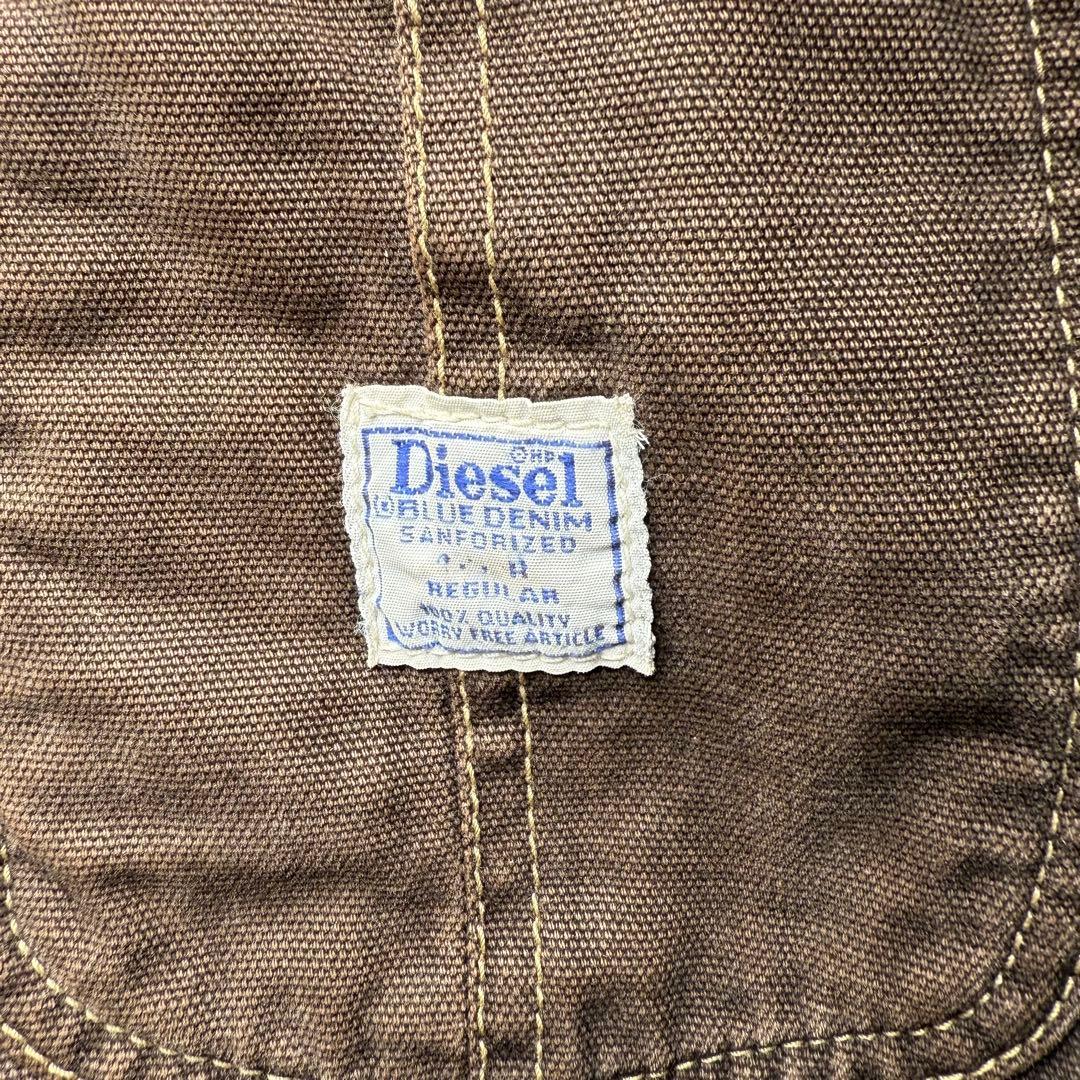 Diesel
BLUE DENIM
SANFORIZED
REGULAR
100% QUALITY
WORRY FREE ARTICLE